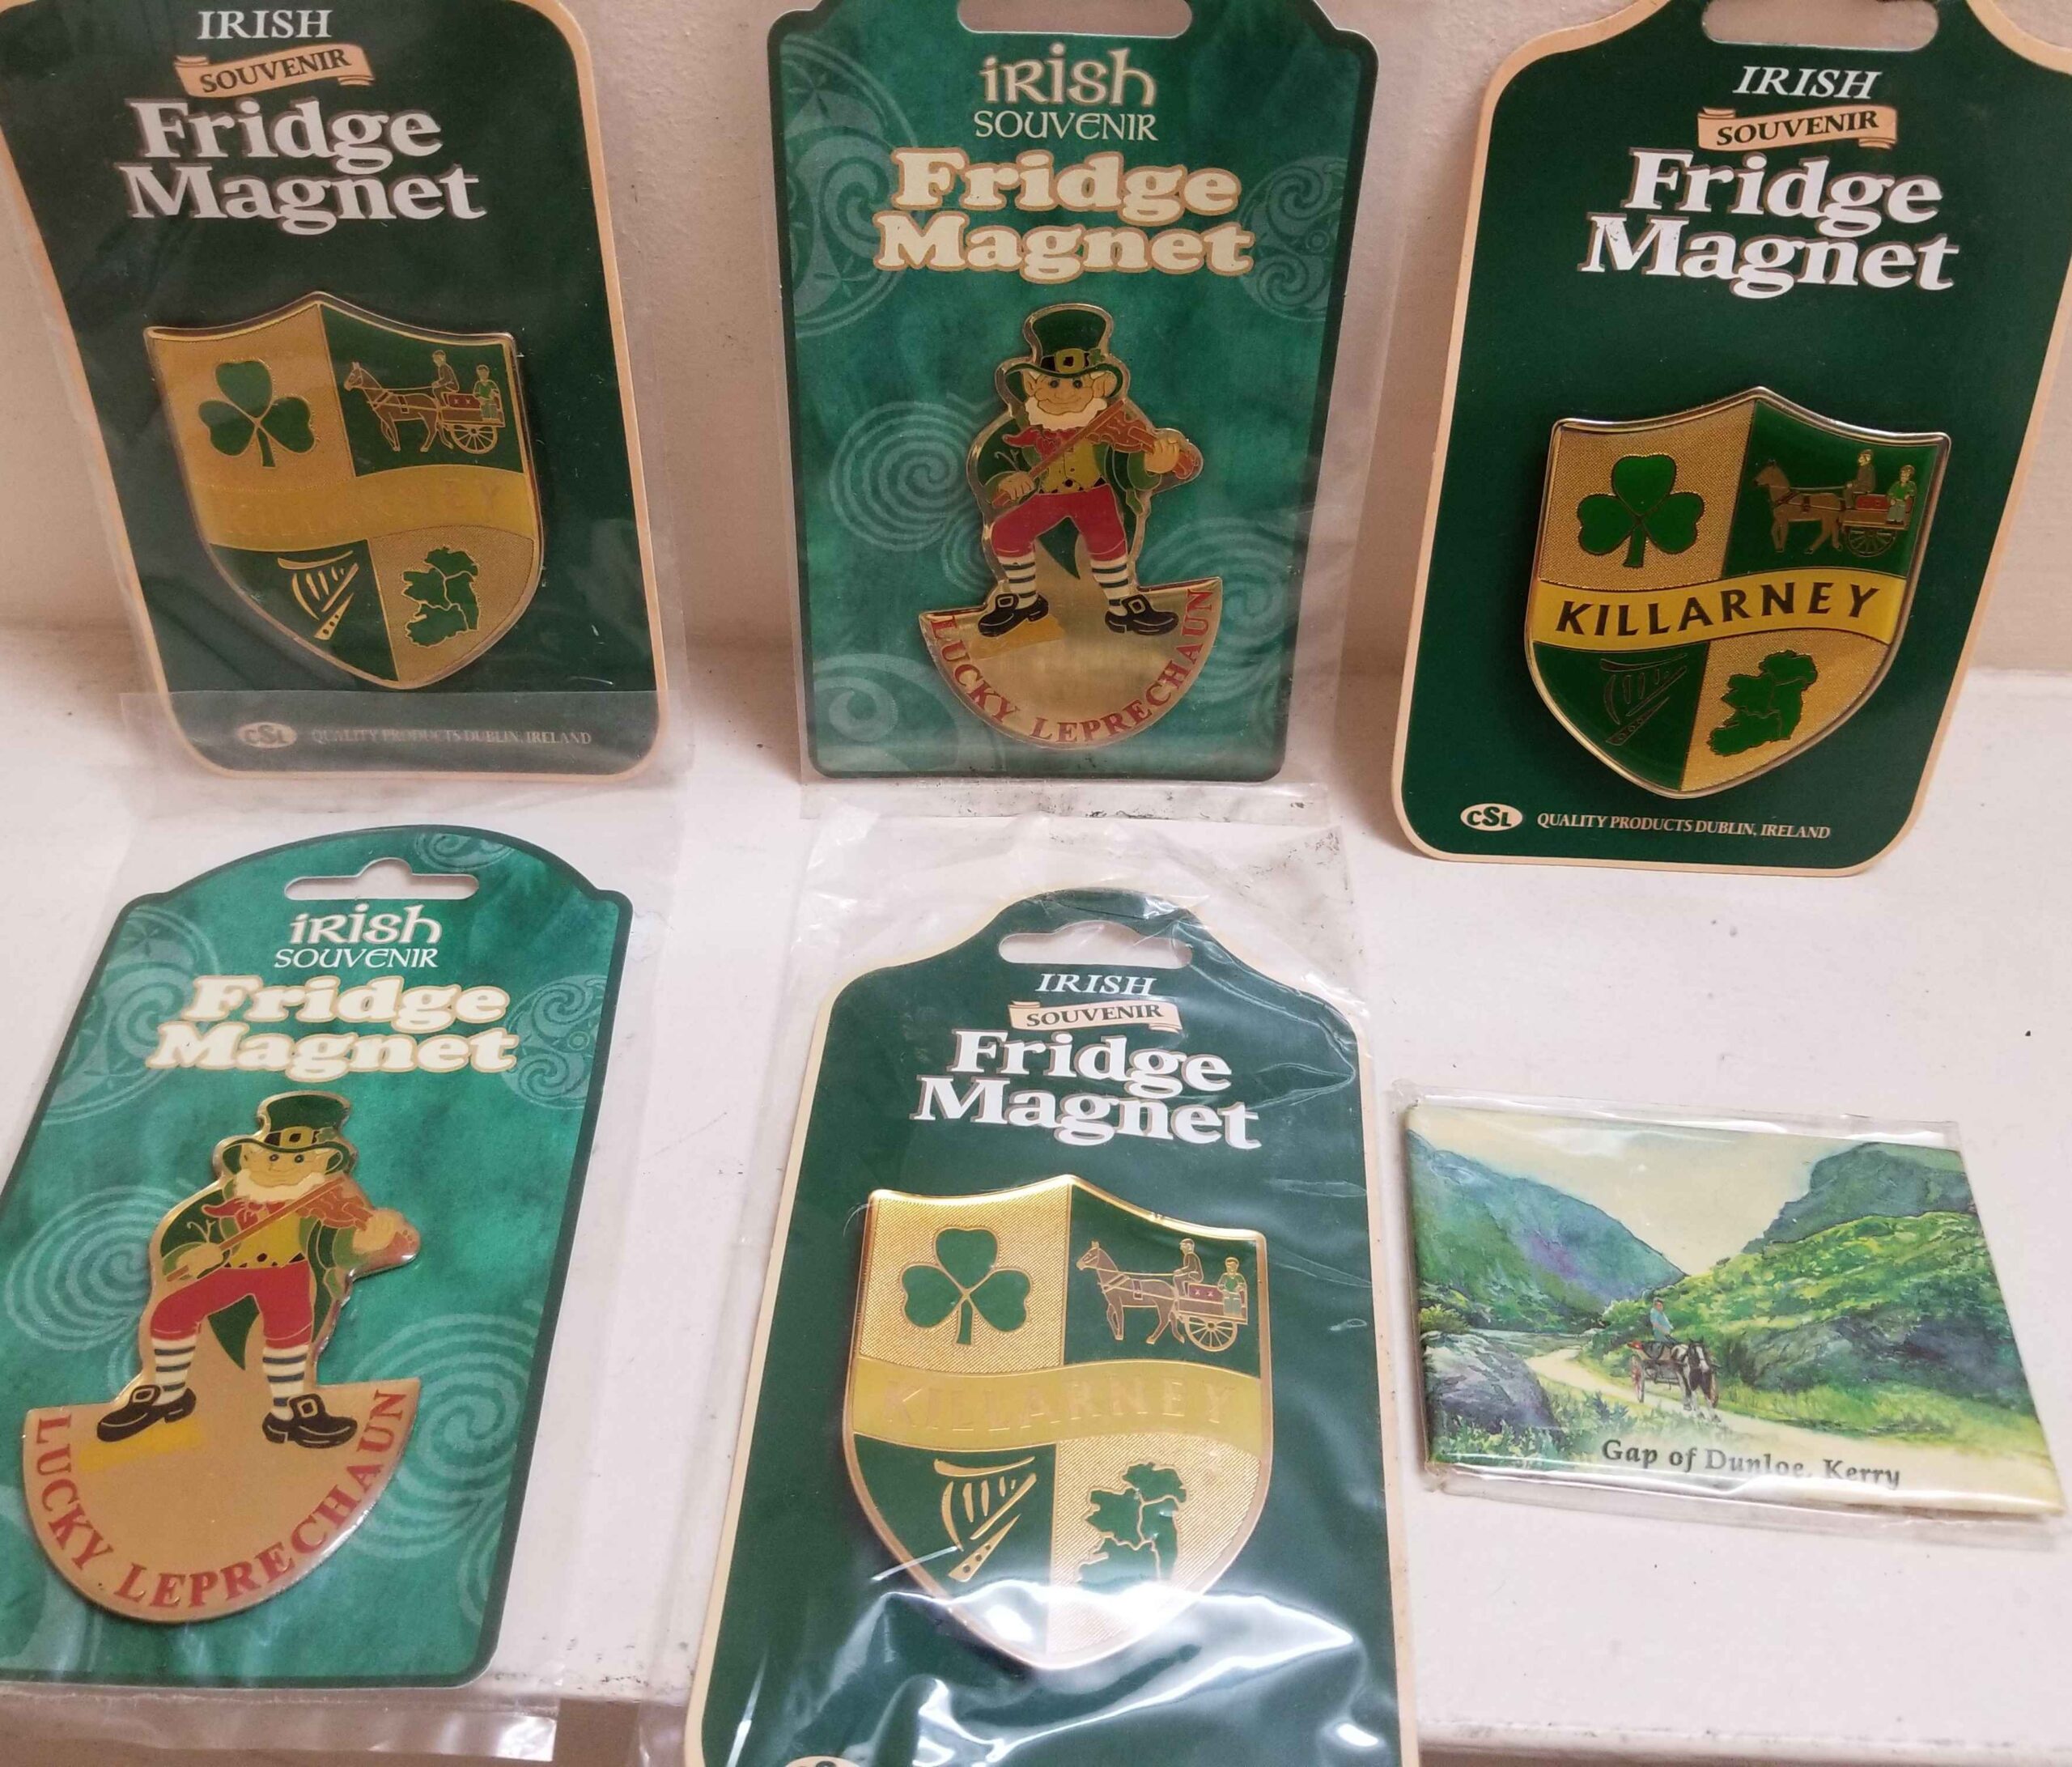 IRISH
SOUVENIR
Fridge
Magnet
CSL QUALITY PRODUCTS DUBLIN, IRELAND
iRish
SOUVENIR
Fridge
Magnet
LUCKY LEPRECHAUN
IRISH
SOUVENIR
Fridge
Magnet
KILLARNEY
CSL QUALITY PRODUCTS DUBLIN, IRELAND
iRish
SOUVENIR
Fridge
Magnet
LUCKY LEPRECHAUN
IRISH
SOUVENIR
Fridge
Magnet
KILLARNEY
Gap of Dunloe, Kerry